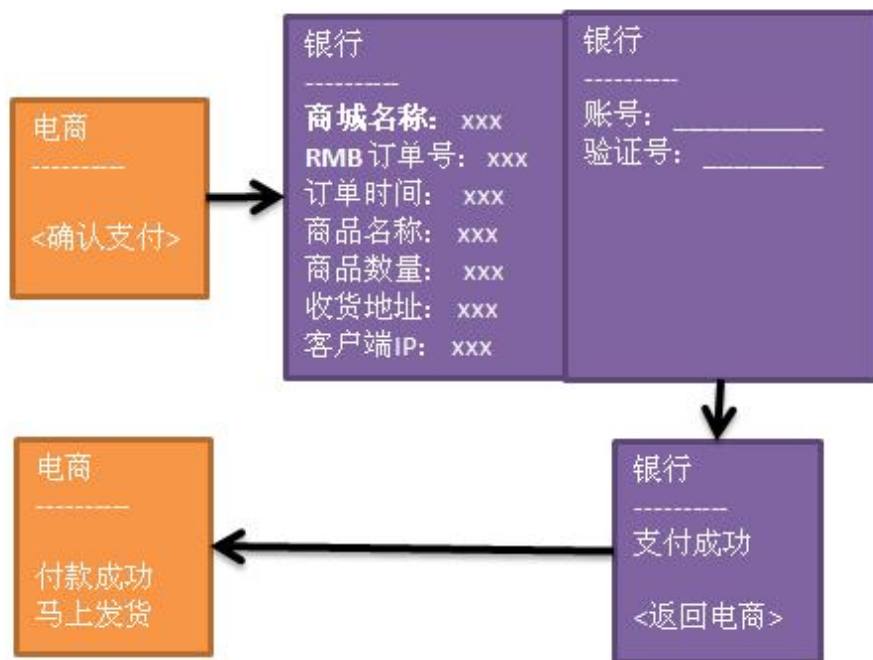 电商
----------
<确认支付>
银行
----------
商城名称： xxx
RMB订单号： xxx
订单时间： xxx
商品名称： xxx
商品数量： xxx
收货地址： xxx
客户端IP： xxx
银行
----------
账号： ___________
验证号： _________
银行
----------
支付成功
<返回电商>
电商
----------
付款成功
马上发货